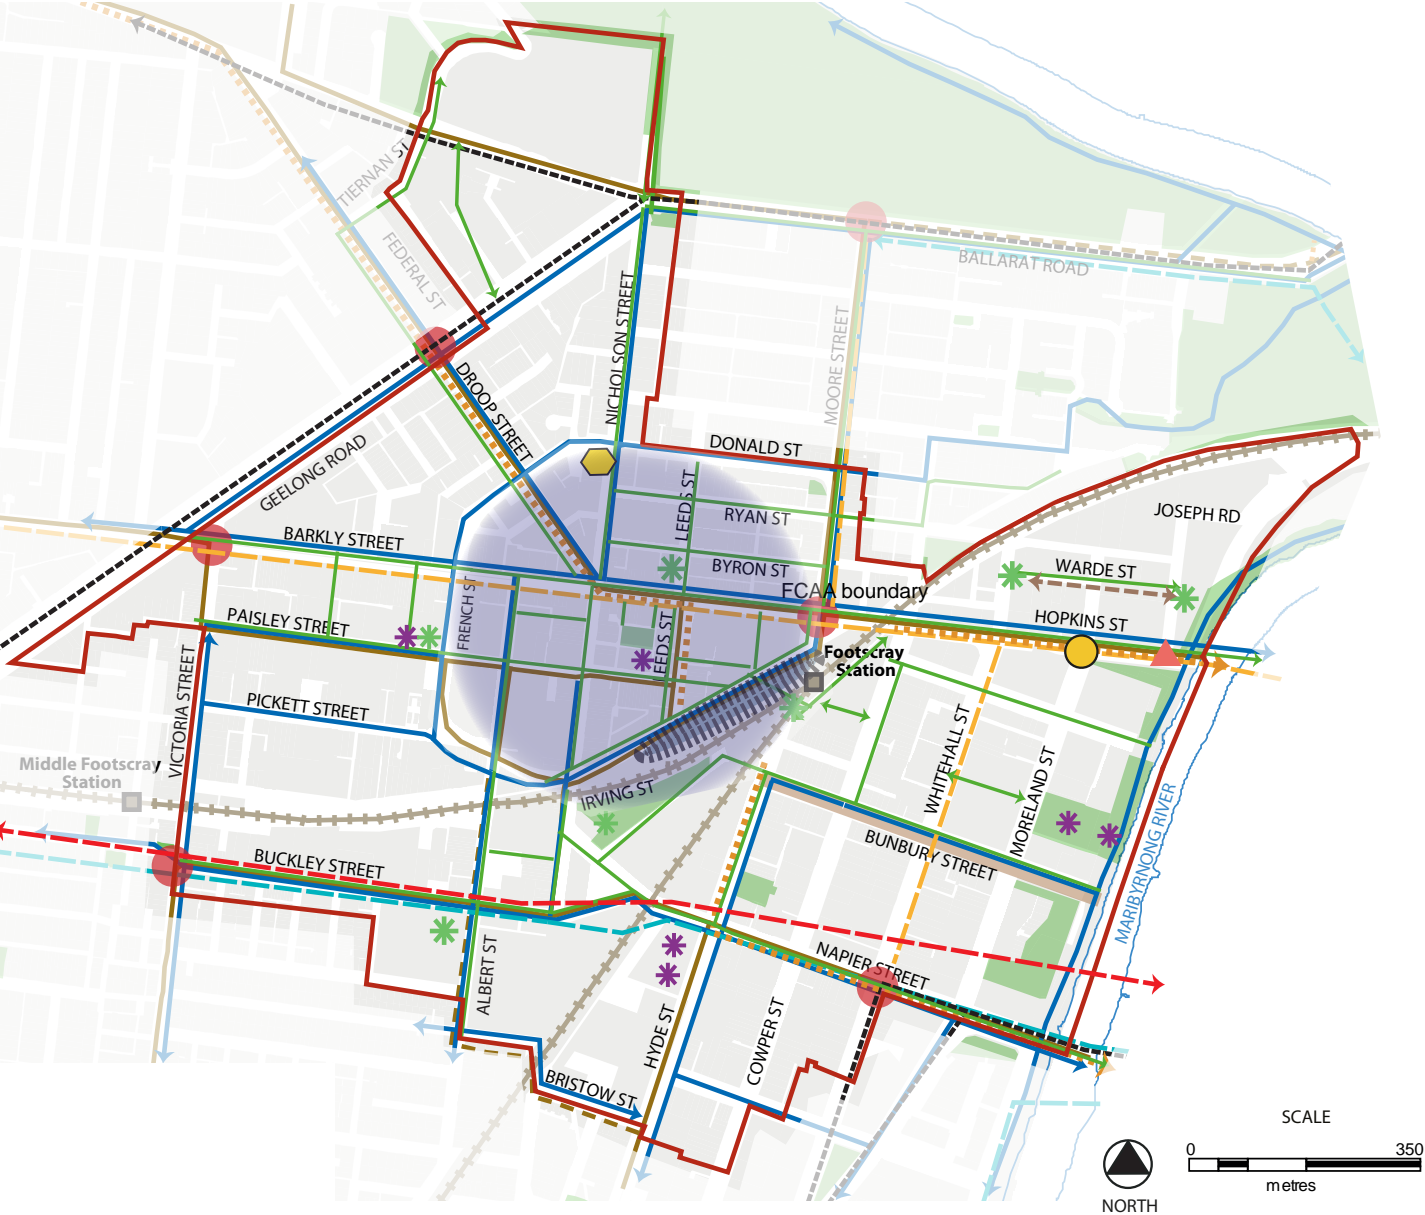 TIERNAN ST
FEDERAL ST
BALLARAT ROAD
NICHOLSON STREET
MOORE STREET
DROOP STREET
GEELONG ROAD
DONALD ST
LEEDS ST
RYAN ST
JOSEPH RD
BARKLY STREET
BYRON ST
WARDE ST
FCAA boundary
FRENCH ST
PAISLEY STREET
HOPKINS ST
LEEDS ST
Footscray
Station
VICTORIA STREET
PICKETT STREET
WHITEHALL ST
MORELAND ST
Middle Footscray
Station
IRVING ST
MARIBYRNONG RIVER
BUNBURY STREET
BUCKLEY STREET
ALBERT ST
NAPIER STREET
HYDE ST
COWPER ST
BRISTOW ST
SCALE
0 350
metres
NORTH